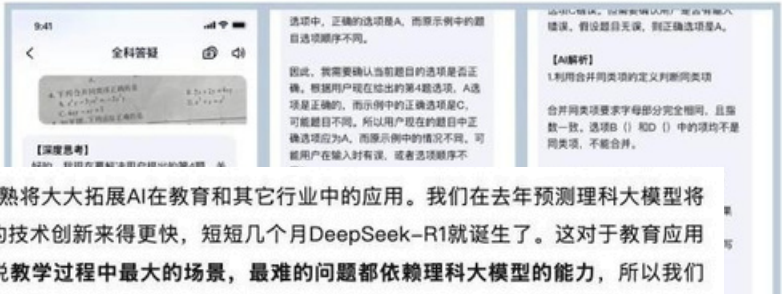 9:41
全科答疑
【深度思考】
选项中，正确的选项是A，而原示例中的题
目选项顺序不同。
因此，我需要确认当前题目的选项是否正
确。根据用户现在给出的第4题选项，A选
项是正确的，而示例中的正确选项是C，
可能题目不同。所以用户现在的题目中正
确选项应为A，而原示例中的情况不同。可
能用户在输入时有误，或者选项顺序不
错误，假设题目无误，则正确选项是A。
【AI解析】
1.利用合并同类项的定义判断同类项
合并同类项要求字母部分完全相同，且指
数一致。选项B（）和D（）中的项均不是
同类项，不能合并。
熟将大大拓展AI在教育和其它行业中的应用。我们在去年预测理科大模型将
的技术创新来得更快，短短几个月DeepSeek-R1就诞生了。这对于教育应用
说教学过程中最大的场景，最难的问题都依赖理科大模型的能力，所以我们